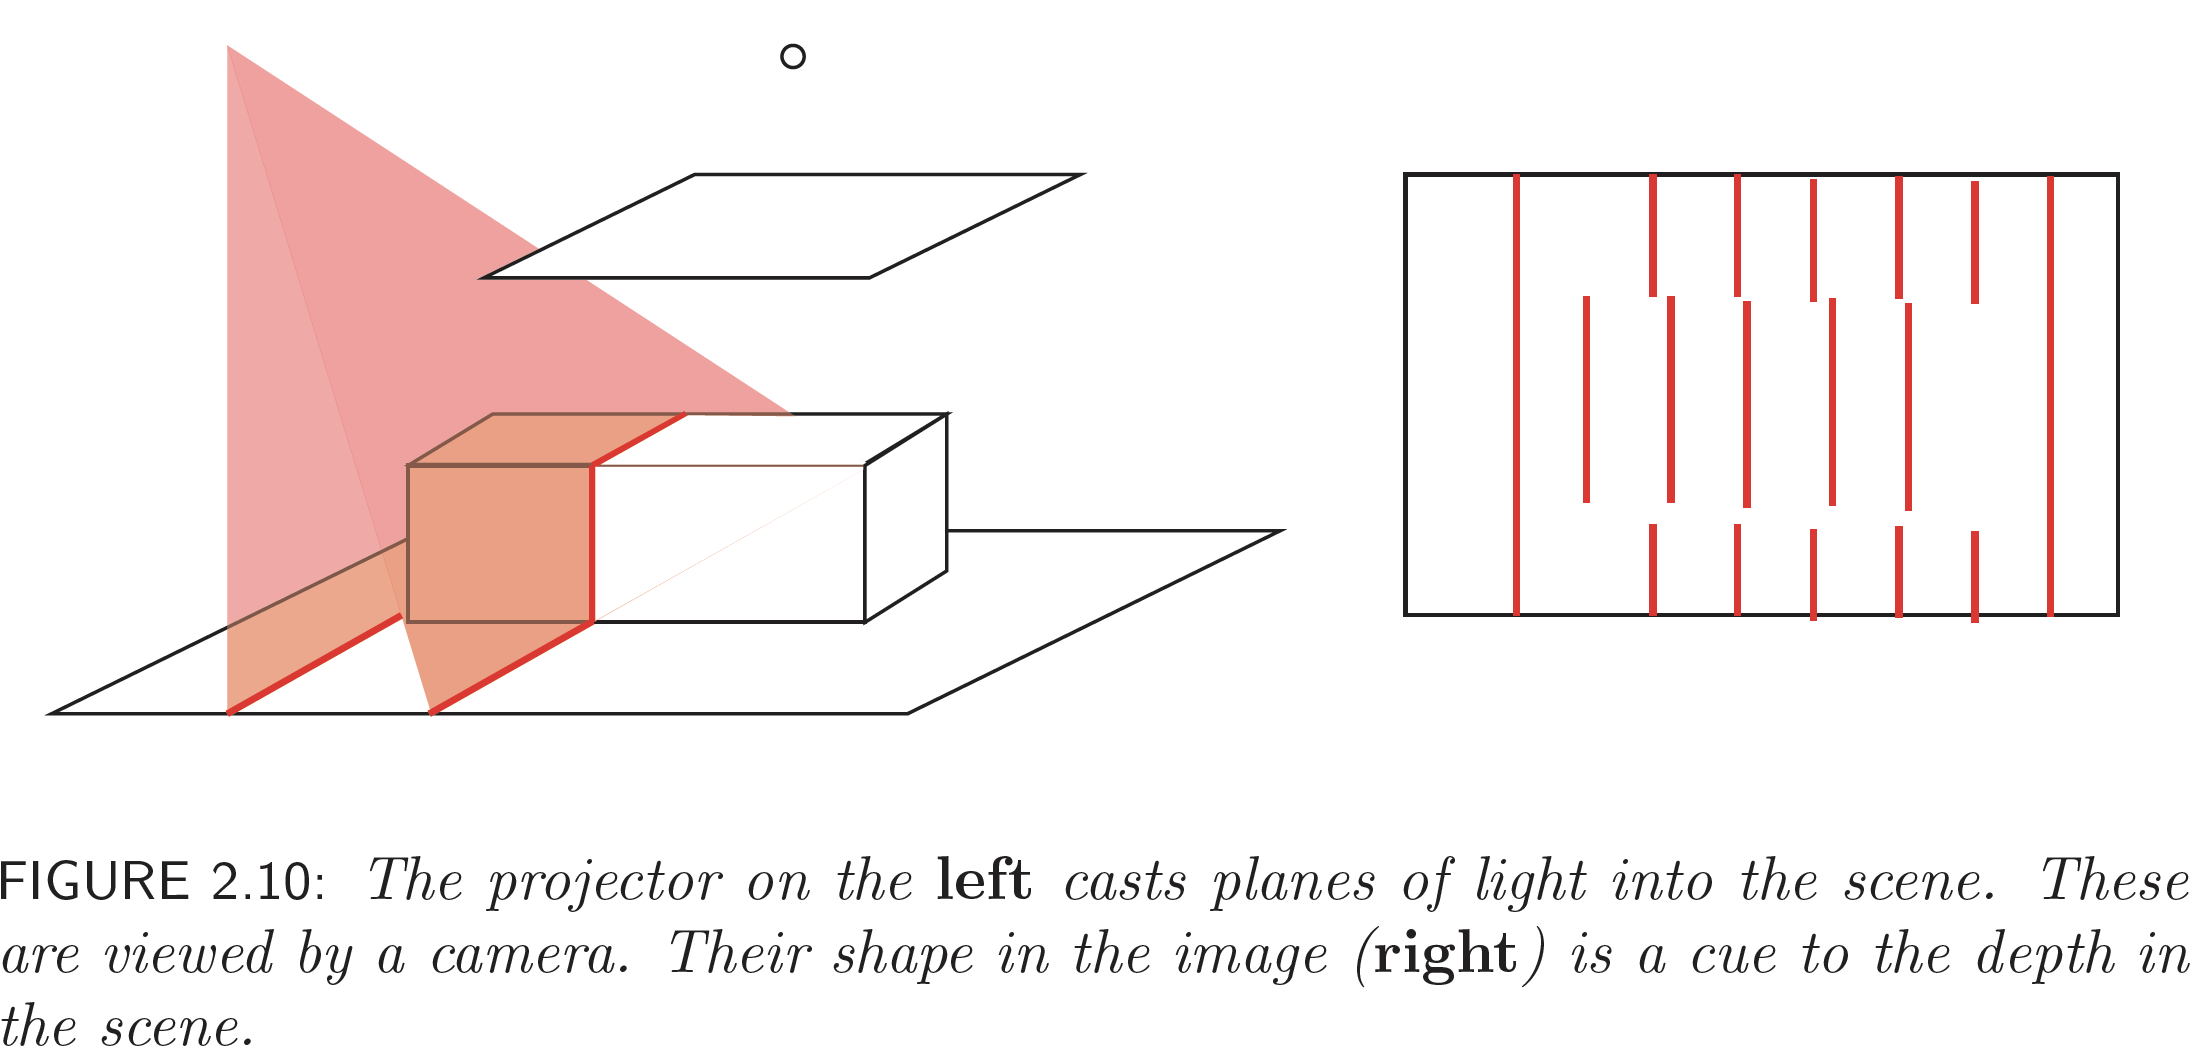 FIGURE 2.10: The projector on the left casts planes of light into the scene. These
are viewed by a camera. Their shape in the image (right) is a cue to the depth in
the scene.